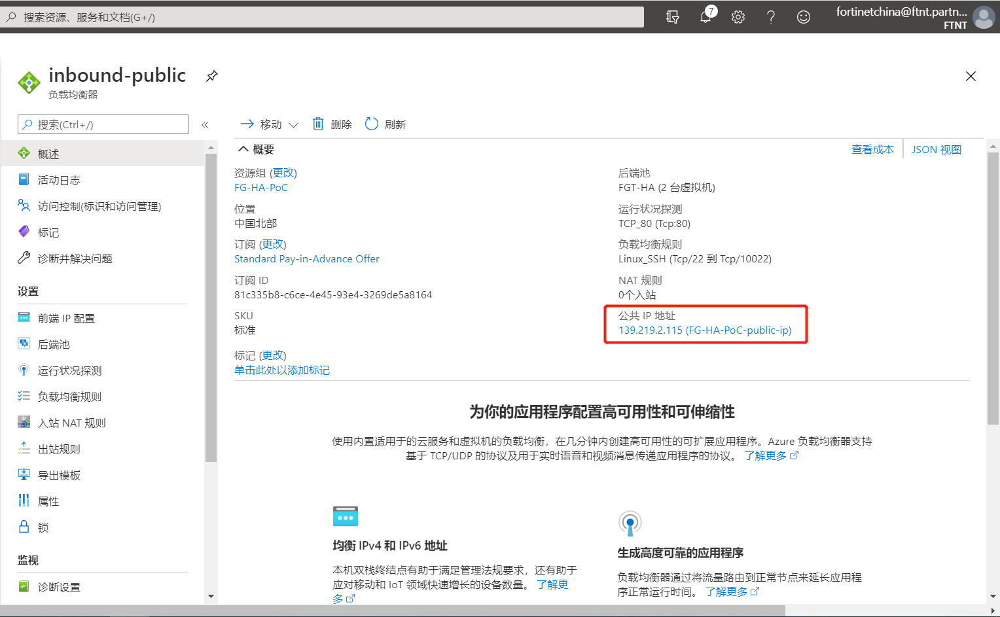 搜索资源、服务和文档(G+/)
7
fortinetchina@ftnt.partn...
FTNT
inbound-public
负载均衡器
搜索(Ctrl+/)
«
概述
活动日志
访问控制(标识和访问管理)
标记
诊断并解决问题
设置
前端 IP 配置
后端池
运行状况探测
负载均衡规则
入站 NAT 规则
出站规则
导出模板
属性
锁
监视
诊断设置
移动
删除
刷新
概要
查看成本
JSON 视图
资源组 (更改)
FG-HA-PoC
位置
中国北部
订阅 (更改)
Standard Pay-in-Advance Offer
订阅 ID
81c335b8-c6ce-4e45-93e4-3269de5a8164
SKU
标准
标记 (更改)
单击此处以添加标记
后端池
FGT-HA (2 台虚拟机)
运行状况探测
TCP_80 (Tcp:80)
负载均衡规则
Linux_SSH (Tcp/22 到 Tcp/10022)
NAT 规则
0个入站
公共 IP 地址
139.219.2.115 (FG-HA-PoC-public-ip)
为你的应用程序配置高可用性和可伸缩性
使用内置适用于的云服务和虚拟机的负载均衡，在几分钟内创建高可用性的可扩展应用程序。Azure 负载均衡器支持
基于 TCP/UDP 的协议及用于实时语音和视频消息传递应用程序的协议。 了解更多
均衡 IPv4 和 IPv6 地址
本机双栈终结点有助于满足管理法规要求，还有助于
应对移动和 IoT 领域快速增长的设备数量。 了解更
多
生成高度可靠的应用程序
负载均衡器通过将流量路由到正常节点来延长应用程
序正常运行时间。 了解更多